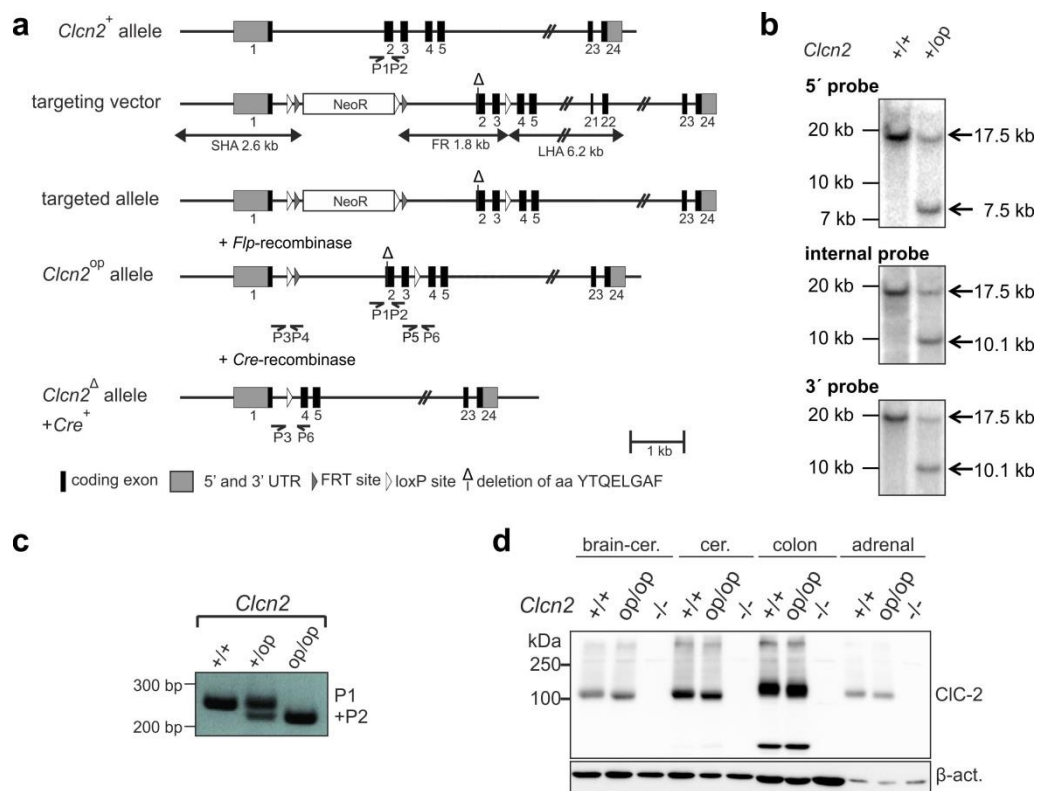 a
Clcn2+ allele
1
2 3 4 5
23 24
P1 P2
targeting vector
NeoR
Δ
1
2 3 4 5
21 22
23 24
SHA 2.6 kb
FR 1.8 kb
LHA 6.2 kb
targeted allele
NeoR
Δ
1
2 3 4 5
23 24
+ Flp-recombinase
Clcn2op allele
Δ
1
2 3 4 5
23 24
P1 P2
P3 P4
P5 P6
+ Cre-recombinase
ClcnΔ2 allele
+Cre+
1
4 5
23 24
P3 P6
1 kb
coding exon
5' and 3' UTR
FRT site
loxP site
Δ deletion of aa YTQELGAF
b
Clcn2 +/+ +/op
5´ probe
20 kb
17.5 kb
10 kb
7 kb
7.5 kb
internal probe
20 kb
17.5 kb
10 kb
10.1 kb
3´ probe
20 kb
17.5 kb
10 kb
10.1 kb
c
Clcn2
+/+ +/op op/op
300 bp
200 bp
P1
+P2
d
brain-cer. cer. colon adrenal
Clcn2 +/+ op/op -/- +/+ op/op -/- +/+ op/op -/- +/+ op/op -/-
kDa
250
100
ClC-2
β-act.